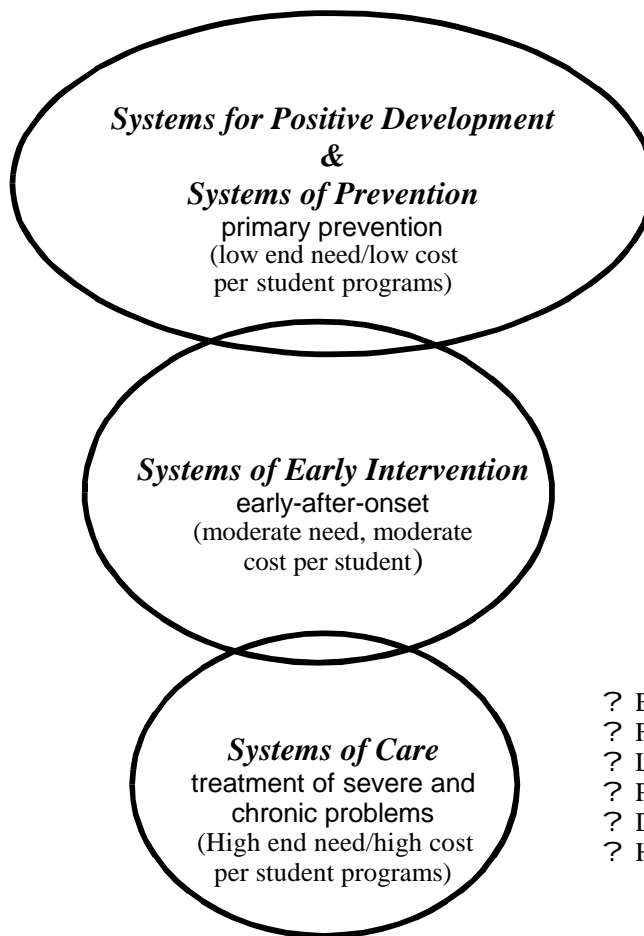 Systems for Positive Development
&
Systems of Prevention
primary prevention
(low end need/low cost
per student programs)
Systems of Early Intervention
early-after-onset
(moderate need, moderate
cost per student)
Systems of Care
treatment of severe and
chronic problems
(High end need/high cost
per student programs)
?
?
? L
?
?
? H